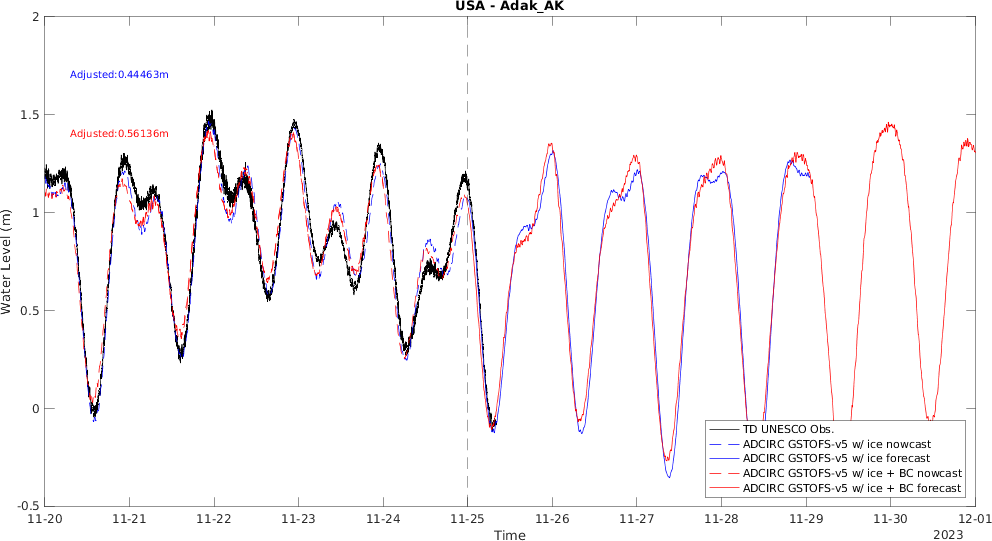 USA - Adak_AK
Adjusted:0.44463m
Adjusted:0.56136m
Water Level (m)
2
1.5
1
0.5
0
-0.5
TD UNESCO Obs.
ADCIRC GSTOFS-v5 w/ ice nowcast
ADCIRC GSTOFS-v5 w/ ice forecast
ADCIRC GSTOFS-v5 w/ ice + BC nowcast
ADCIRC GSTOFS-v5 w/ ice + BC forecast
11-20 11-21 11-22 11-23 11-24 11-25 11-26 11-27 11-28 11-29 11-30 12-01
Time
2023